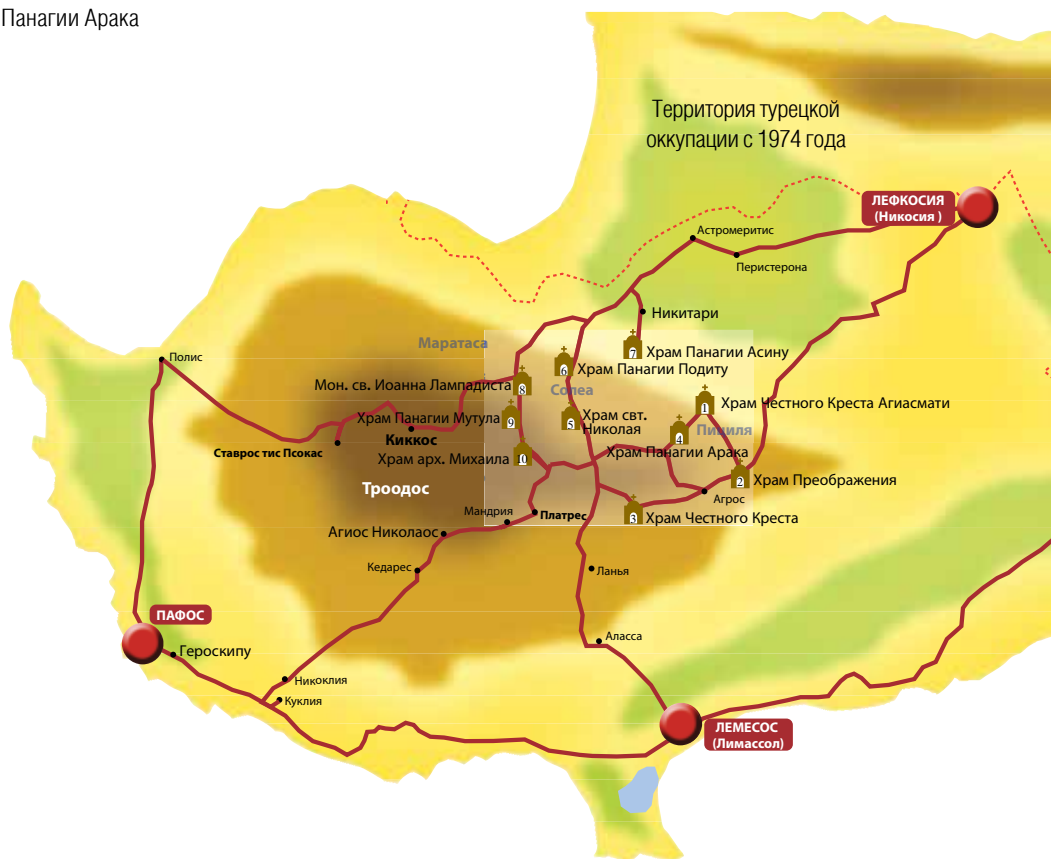 Панагии Арака
Территория турецкой
оккупации с 1974 года
ЛЕФКОСИЯ
(Никосия )
Астромеритис
Перистерона
Никитари
Маратаса
7 Храм Панагии Асину
Полис
6 Храм Панагии Подиту
Мон. св. Иоанна Лампадиста 8
Солеа
1 Храм Честного Креста Агиасмати
Храм Панагии Мутула 9
5 Храм свт.
Николая
Пициля
4
Киккос
Ставрос тис Псокас
Храм Панагии Арака
Храм арх. Михаила 10
2 Храм Преображения
Троодос
Агрос
Мандрия
Платрес
3 Храм Честного Креста
Агиос Николаос
Кедарес
Ланья
ПАФОС
Аласса
Героскипу
Никоклия
Куклия
ЛЕМЕСОС
(Лимассол)